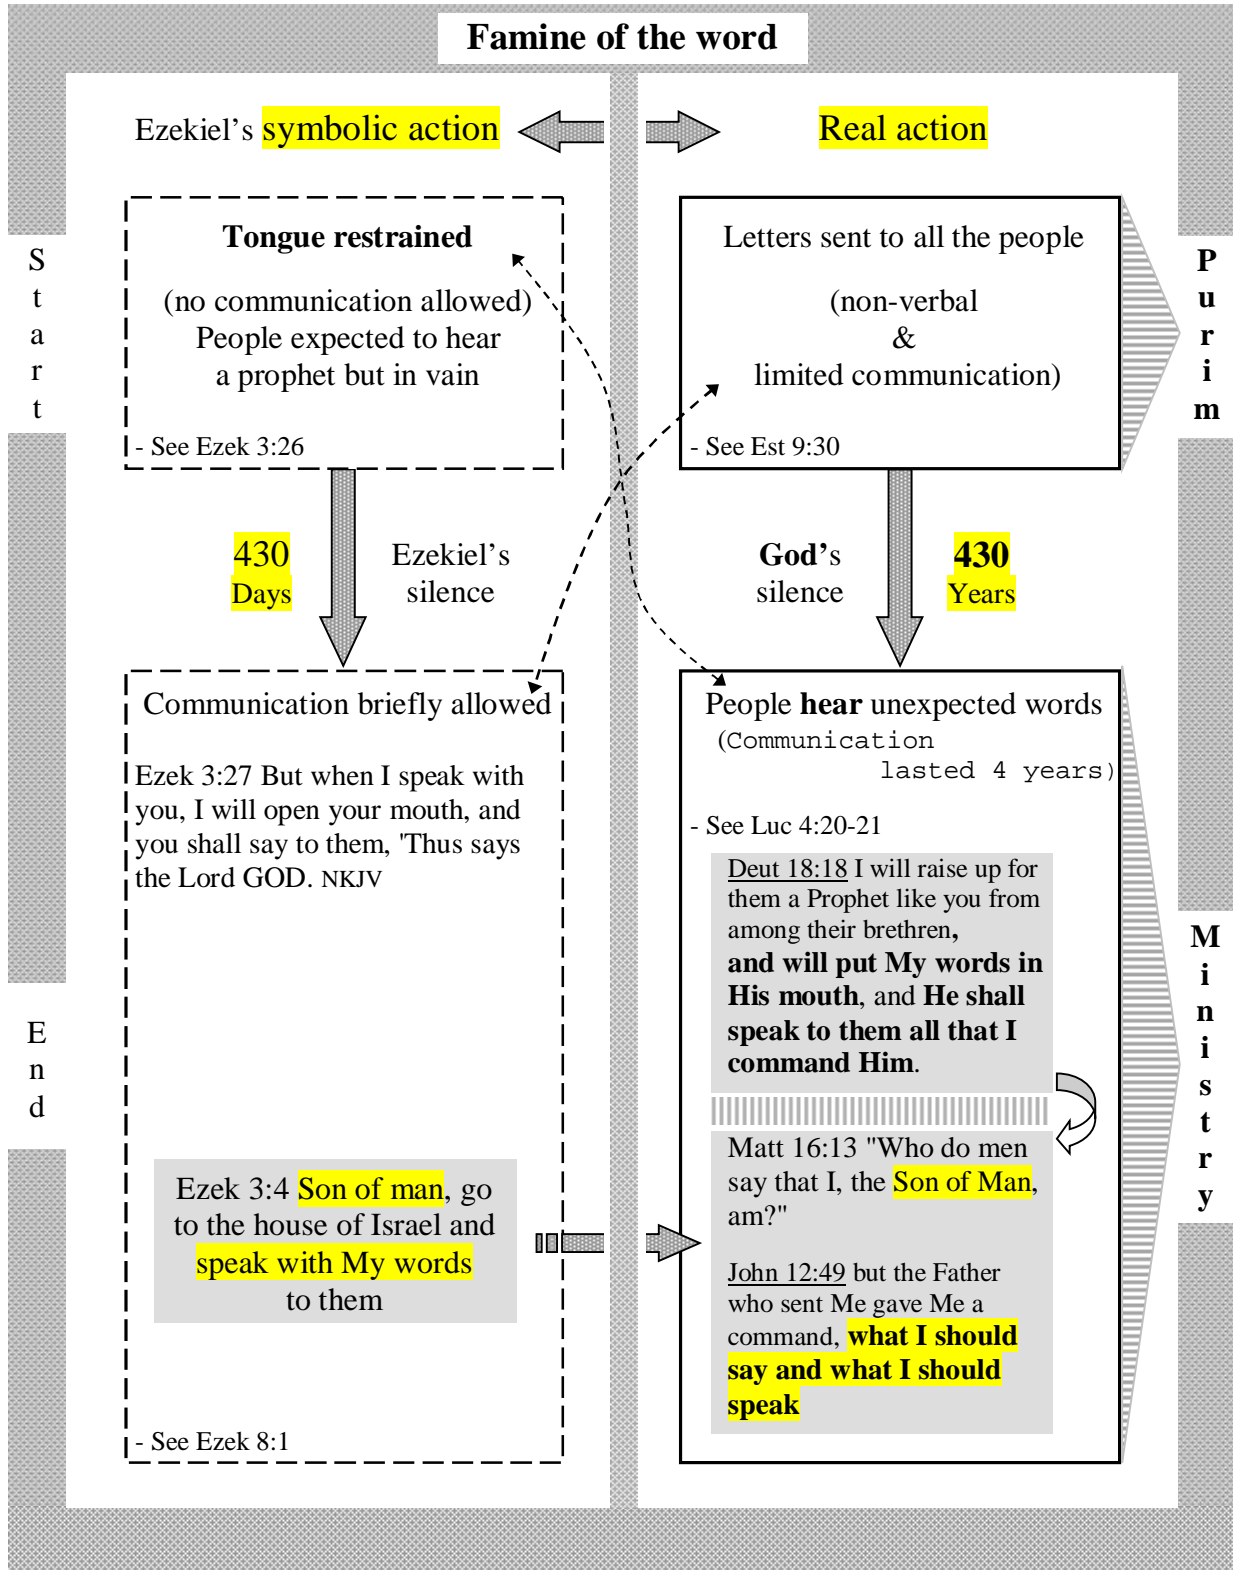 Famine of the word
Ezekiel’s symbolic action
Real action
Start
Tongue restrained
(no communication allowed)
People expected to hear
a prophet but in vain
- See Ezek 3:26
Letters sent to all the people
(non-verbal
&
limited communication)
- See Est 9:30
Purim
430
Days
Ezekiel’s
silence
God’s
silence
430
Years
End
Communication briefly allowed
Ezek 3:27 But when I speak with
you, I will open your mouth, and
you shall say to them, 'Thus says
the Lord GOD. NKJV
Ezek 3:4 Son of man, go
to the house of Israel and
speak with My words
to them
- See Ezek 8:1
People hear unexpected words
(Communication
lasted 4 years)
- See Luc 4:20-21
Deut 18:18 I will raise up for
them a Prophet like you from
among their brethren,
and will put My words in
His mouth, and He shall
speak to them all that I
command Him.
Matt 16:13 "Who do men
say that I, the Son of Man,
am?"
John 12:49 but the Father
who sent Me gave Me a
command, what I should
say and what I should
speak
Ministry